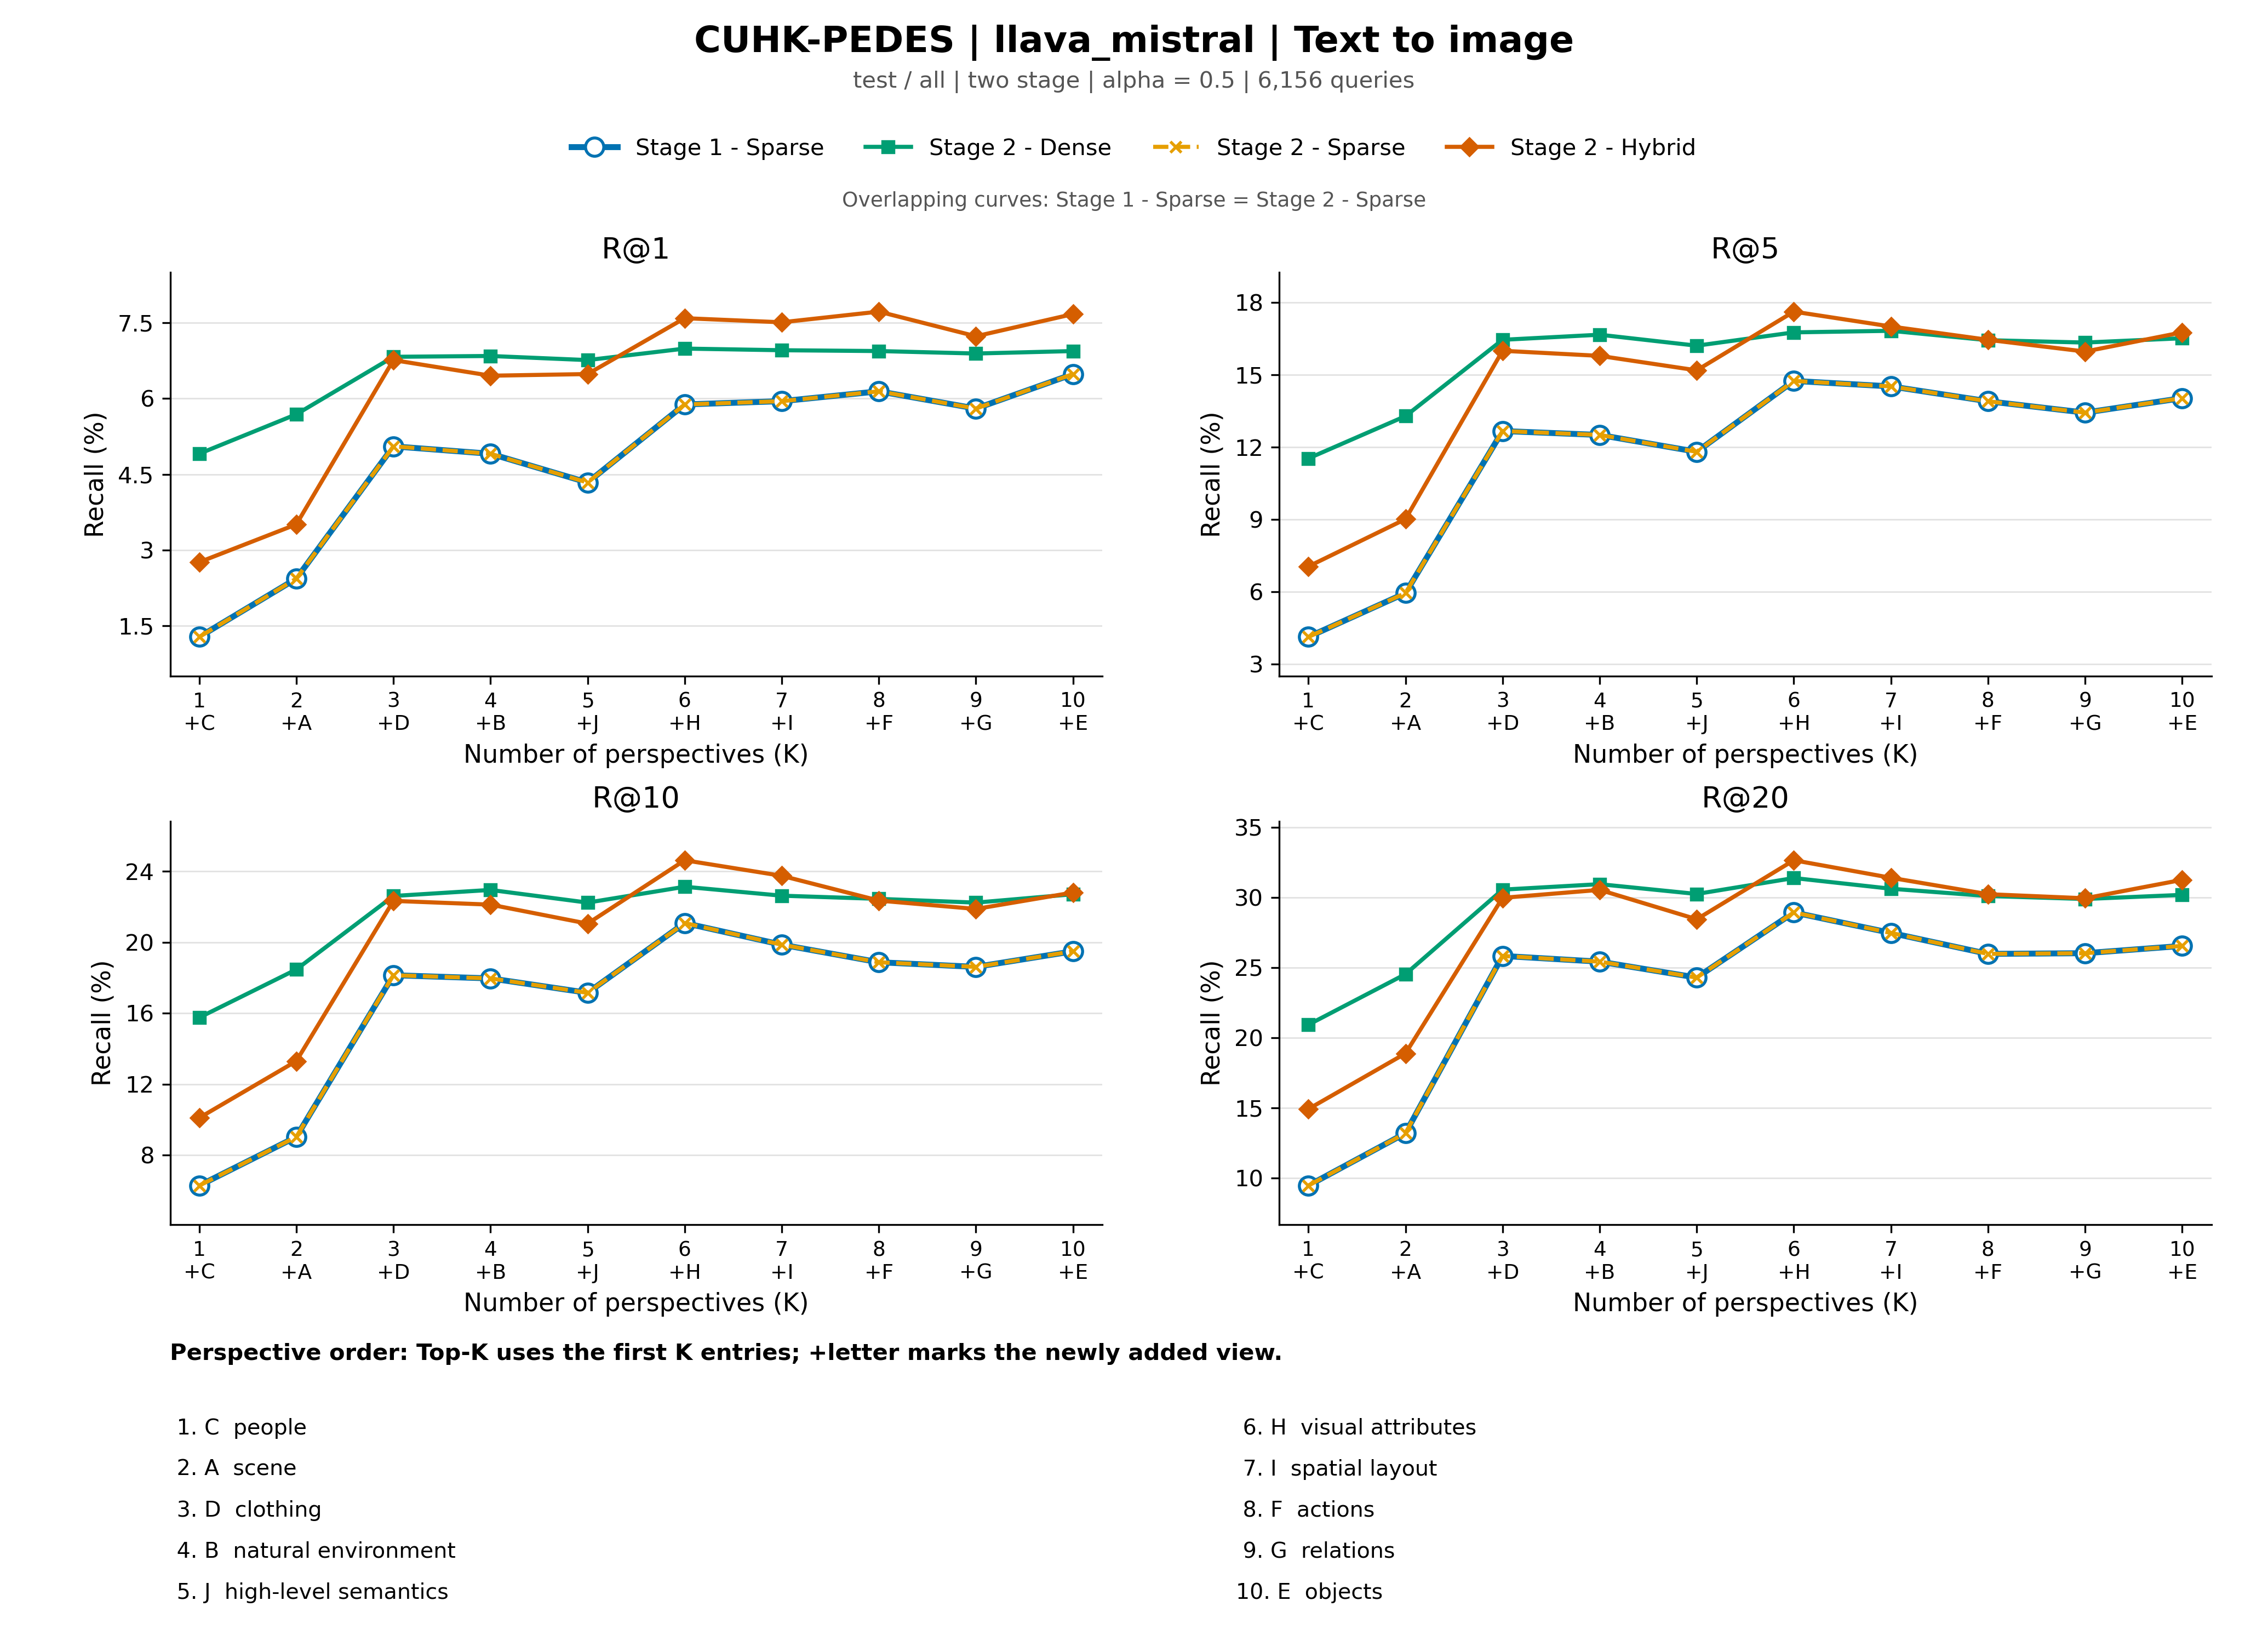 CUHK-PEDES | llava_mistral | Text to image
test / all | two stage | alpha = 0.5 | 6,156 queries
Stage 1 - Sparse Stage 2 - Dense Stage 2 - Sparse Stage 2 - Hybrid
Overlapping curves: Stage 1 - Sparse = Stage 2 - Sparse
R@1
7.5
6
4.5
3
1.5
Recall (%)
1 2 3 4 5 6 7 8 9 10
+C +A +D +B +J +H +I +F +G +E
Number of perspectives (K)
R@5
18
15
12
9
6
3
Recall (%)
1 2 3 4 5 6 7 8 9 10
+C +A +D +B +J +H +I +F +G +E
Number of perspectives (K)
R@10
24
20
16
12
8
Recall (%)
1 2 3 4 5 6 7 8 9 10
+C +A +D +B +J +H +I +F +G +E
Number of perspectives (K)
R@20
35
30
25
20
15
10
Recall (%)
1 2 3 4 5 6 7 8 9 10
+C +A +D +B +J +H +I +F +G +E
Number of perspectives (K)
Perspective order: Top-K uses the first K entries; +letter marks the newly added view.
1. C people
2. A scene
3. D clothing
4. B natural environment
5. J high-level semantics
6. H visual attributes
7. I spatial layout
8. F actions
9. G relations
10. E objects